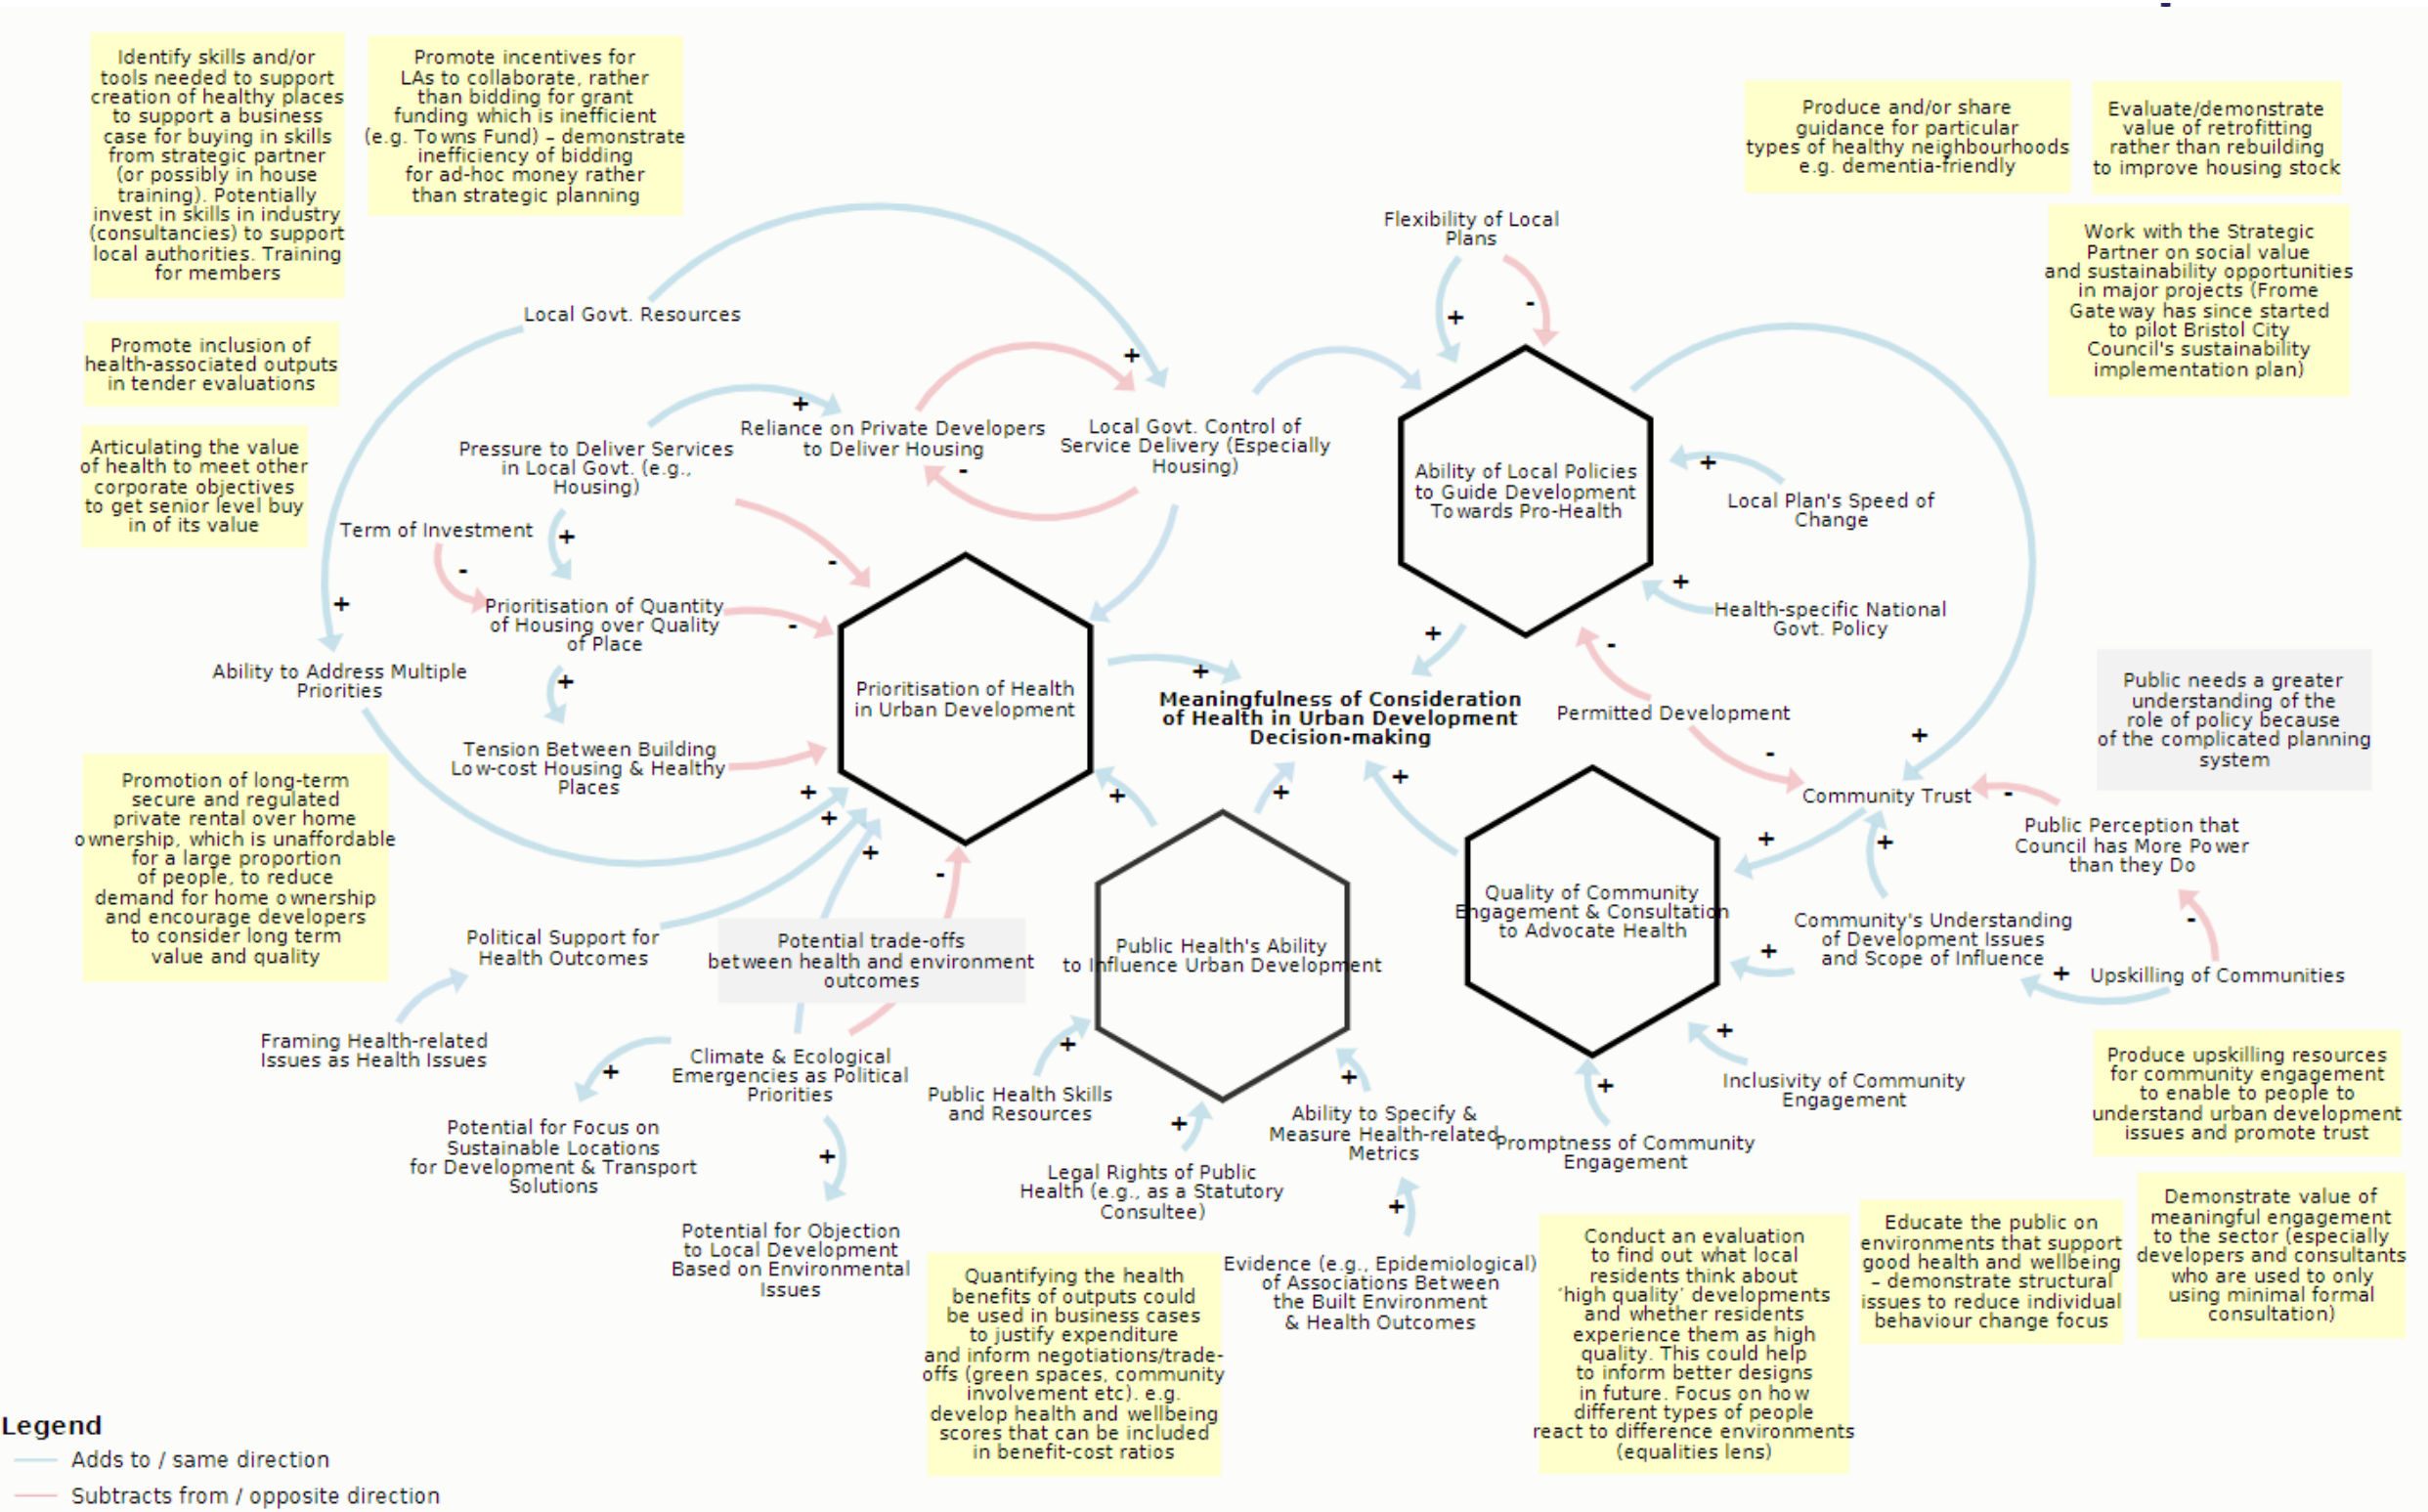 Identify skills and/or
tools needed to support
creation of healthy places
to support a business
case for buying in skills
from strategic partner
(or possibly in house
training). Potentially
invest in skills in industry
(consultancies) to support
local authorities. Training
for members
Promote incentives for
LAs to collaborate, rather
than bidding for grant
funding which is inefficient
(e.g. Towns Fund) – demonstrate
inefficiency of bidding
for ad-hoc money rather
than strategic planning
Produce and/or share
guidance for particular
types of healthy neighbourhoods
e.g. dementia-friendly
Evaluate/demonstrate
value of retrofitting
rather than rebuilding
to improve housing stock
Work with the Strategic
Partner on social value
and sustainability opportunities
in major projects (Frome
Gateway has since started
to pilot Bristol City
Council's sustainability
implementation plan)
Flexibility of Local
Plans
+
-
Local Govt. Resources
Promote inclusion of
health-associated outputs
in tender evaluations
+
+
Reliance on Private Developers
to Deliver Housing
-
Local Govt. Control of
Service Delivery (Especially
Housing)
Pressure to Deliver Services
in Local Govt. (e.g.,
Housing)
Articulating the value
of health to meet other
corporate objectives
to get senior level buy
in of its value
Term of Investment
-
+
-
Ability of Local Policies
to Guide Development
Towards Pro-Health
+
Local Plan's Speed of
Change
+
Health-specific National
Govt. Policy
+
Prioritisation of Quantity
of Housing over Quality
of Place
-
+
-
Ability to Address Multiple
Priorities
+
Prioritisation of Health
in Urban Development
+
Meaningfulness of Consideration
of Health in Urban Development
Decision-making
Permitted Development
-
+
Public needs a greater
understanding of the
role of policy because
of the complicated planning
system
Tension Between Building
Low-cost Housing & Healthy
Places
+
+
+
-
+
+
+
Community Trust
-
Public Perception that
Council has More Power
than they Do
+
+
Promotion of long-term
secure and regulated
private rental over home
ownership, which is unaffordable
for a large proportion
of people, to reduce
demand for home ownership
and encourage developers
to consider long term
value and quality
Political Support for
Health Outcomes
Potential trade-offs
between health and environment
outcomes
Public Health's Ability
to Influence Urban Development
Quality of Community
Engagement & Consultation
to Advocate Health
Community's Understanding
of Development Issues
and Scope of Influence
+
-
+
Upskilling of Communities
Framing Health-related
Issues as Health Issues
+
Climate & Ecological
Emergencies as Political
Priorities
+
Public Health Skills
and Resources
+
+
Ability to Specify &
Measure Health-related
Metrics
+
Inclusivity of Community
Engagement
+
Promptness of Community
Engagement
Produce upskilling resources
for community engagement
to enable to people to
understand urban development
issues and promote trust
Potential for Focus on
Sustainable Locations
for Development & Transport
Solutions
+
Legal Rights of Public
Health (e.g., as a Statutory
Consultee)
+
Potential for Objection
to Local Development
Based on Environmental
Issues
Evidence (e.g., Epidemiological)
of Associations Between
the Built Environment
& Health Outcomes
Quantifying the health
benefits of outputs could
be used in business cases
to justify expenditure
and inform negotiations/trade-
offs (green spaces, community
involvement etc). e.g.
develop health and wellbeing
scores that can be included
in benefit-cost ratios
Conduct an evaluation
to find out what local
residents think about
‘high quality’ developments
and whether residents
experience them as high
quality. This could help
to inform better designs
in future. Focus on how
different types of people
react to difference environments
(equalities lens)
Educate the public on
environments that support
good health and wellbeing
– demonstrate structural
issues to reduce individual
behaviour change focus
Demonstrate value of
meaningful engagement
to the sector (especially
developers and consultants
who are used to only
using minimal formal
consultation)
Legend
Adds to / same direction
Subtracts from / opposite direction